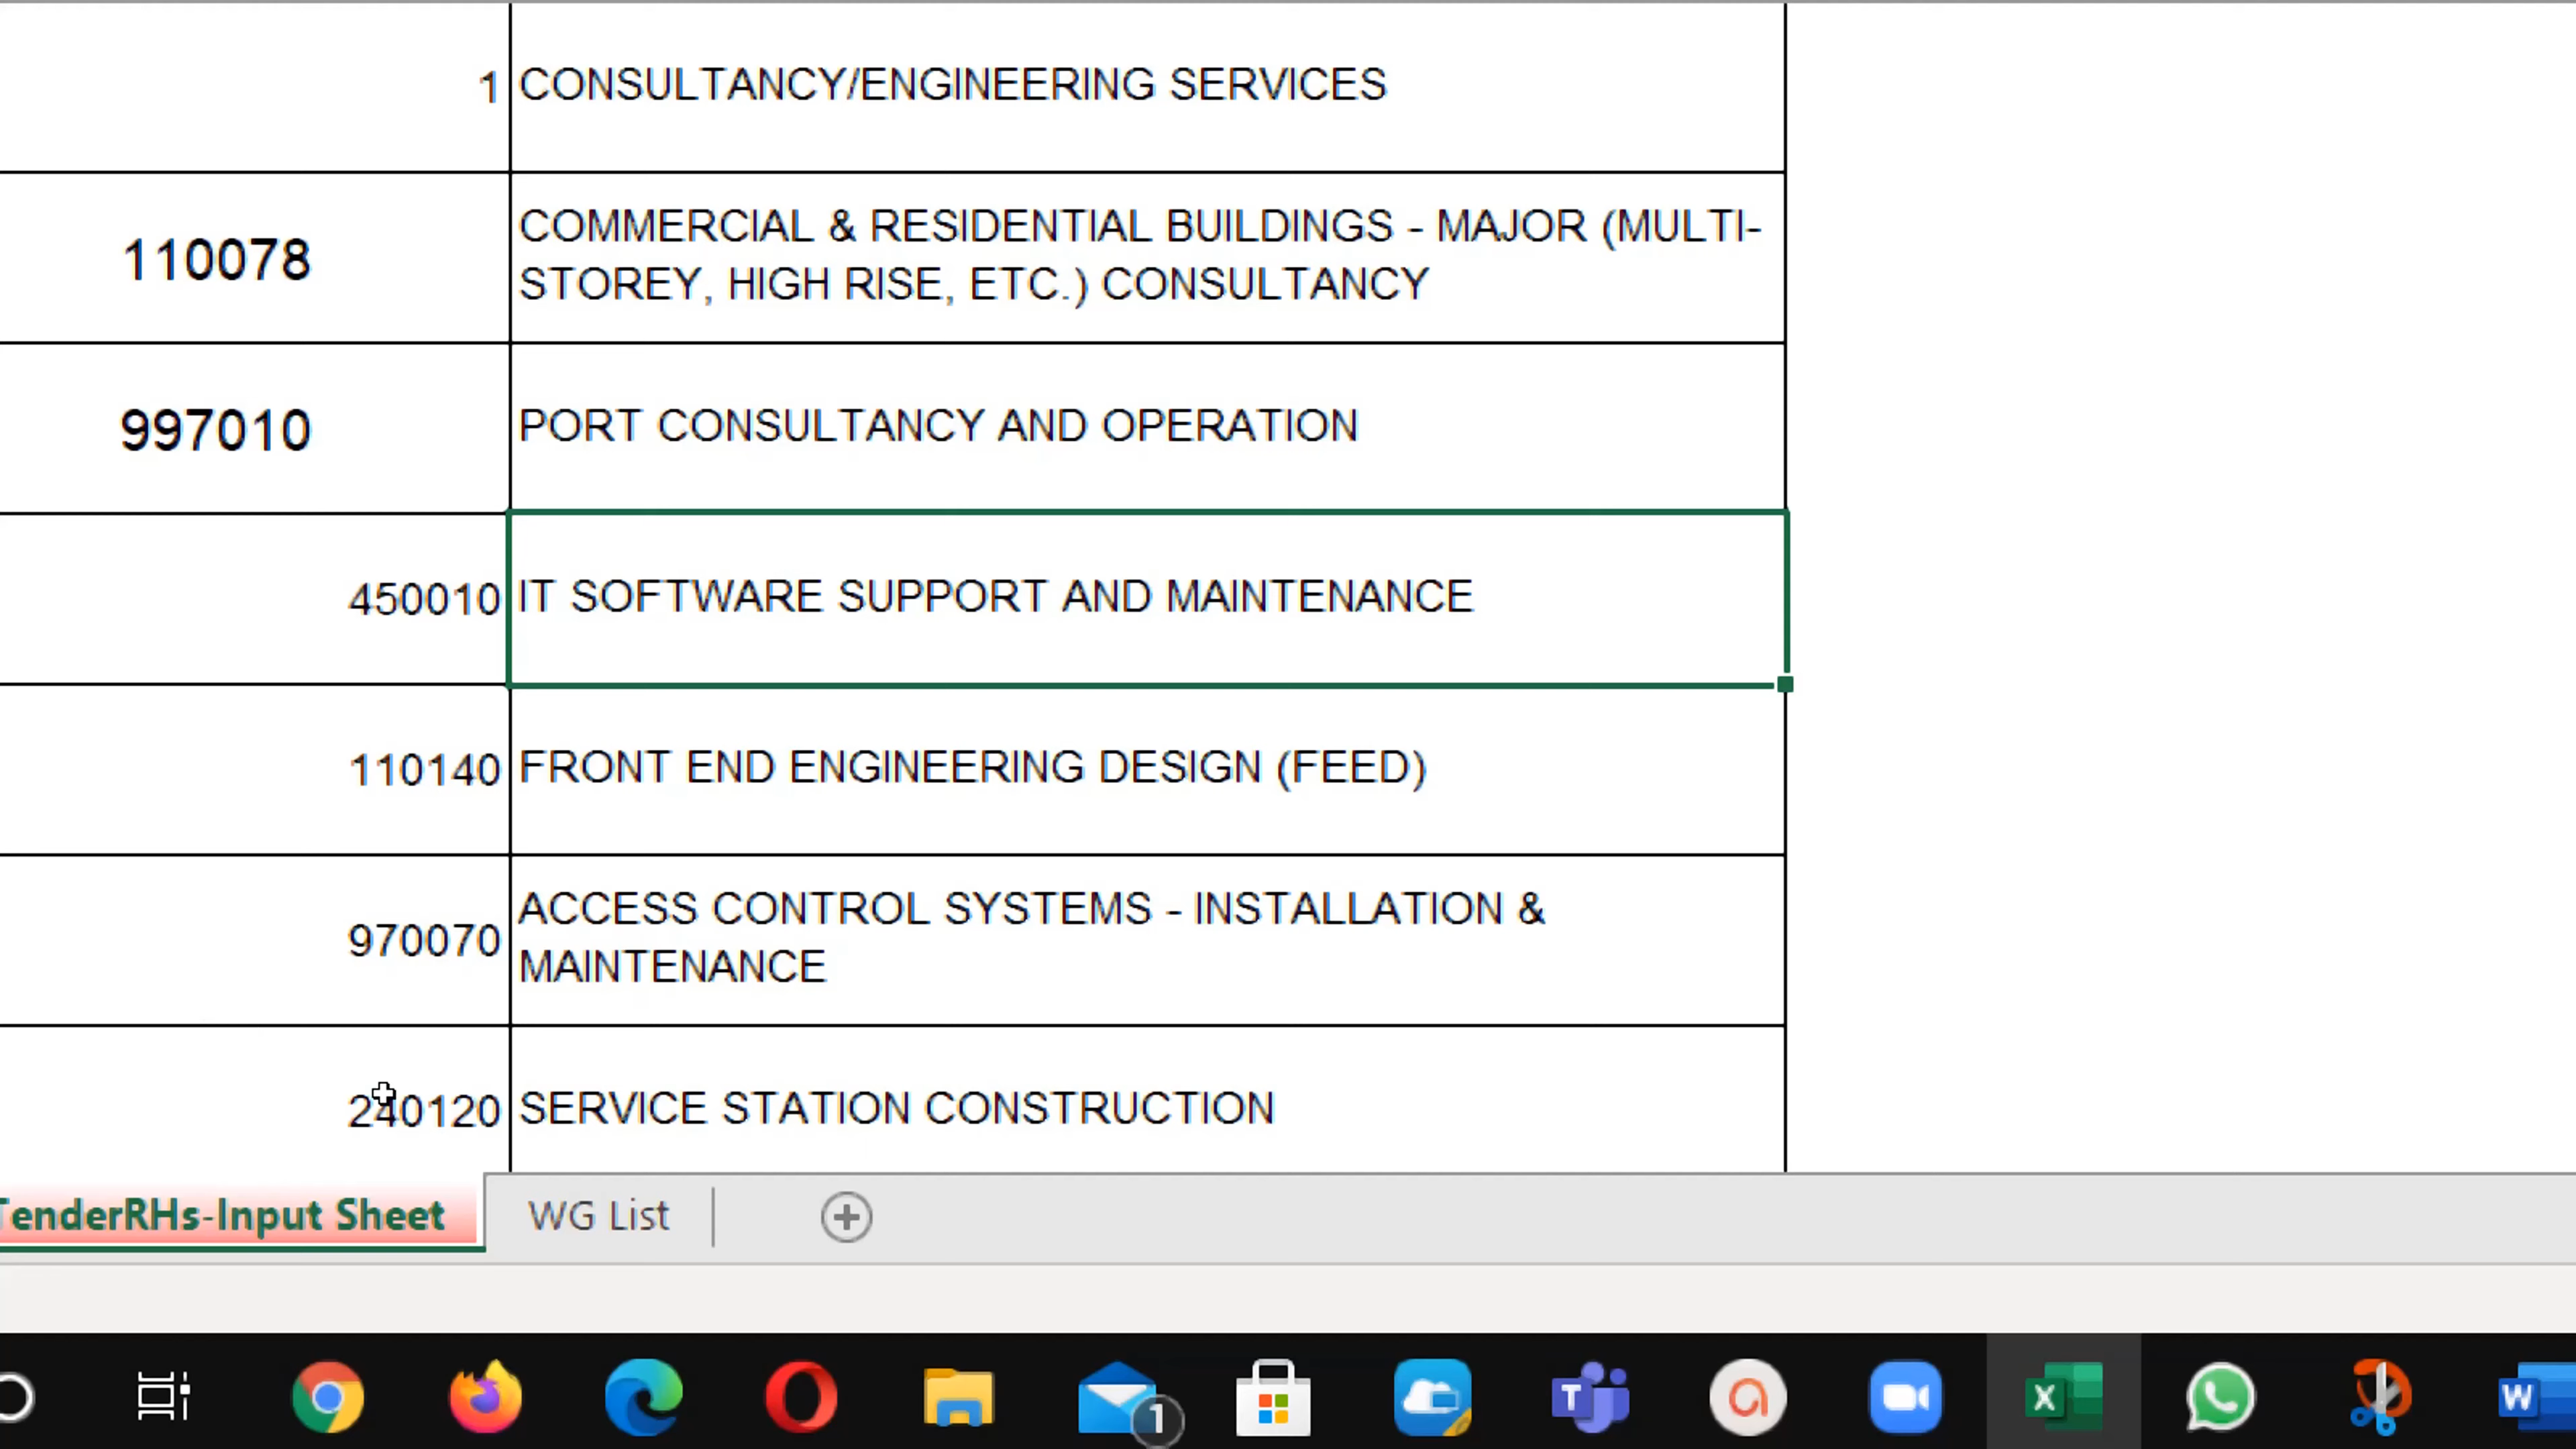 1 CONSULTANCY/ENGINEERING SERVICES
110078 COMMERCIAL & RESIDENTIAL BUILDINGS - MAJOR (MULTI-
STOREY, HIGH RISE, ETC.) CONSULTANCY
997010 PORT CONSULTANCY AND OPERATION
450010 IT SOFTWARE SUPPORT AND MAINTENANCE
110140 FRONT END ENGINEERING DESIGN (FEED)
970070 ACCESS CONTROL SYSTEMS - INSTALLATION &
MAINTENANCE
240120 SERVICE STATION CONSTRUCTION
TenderRHs-Input Sheet WG List
1 T X W